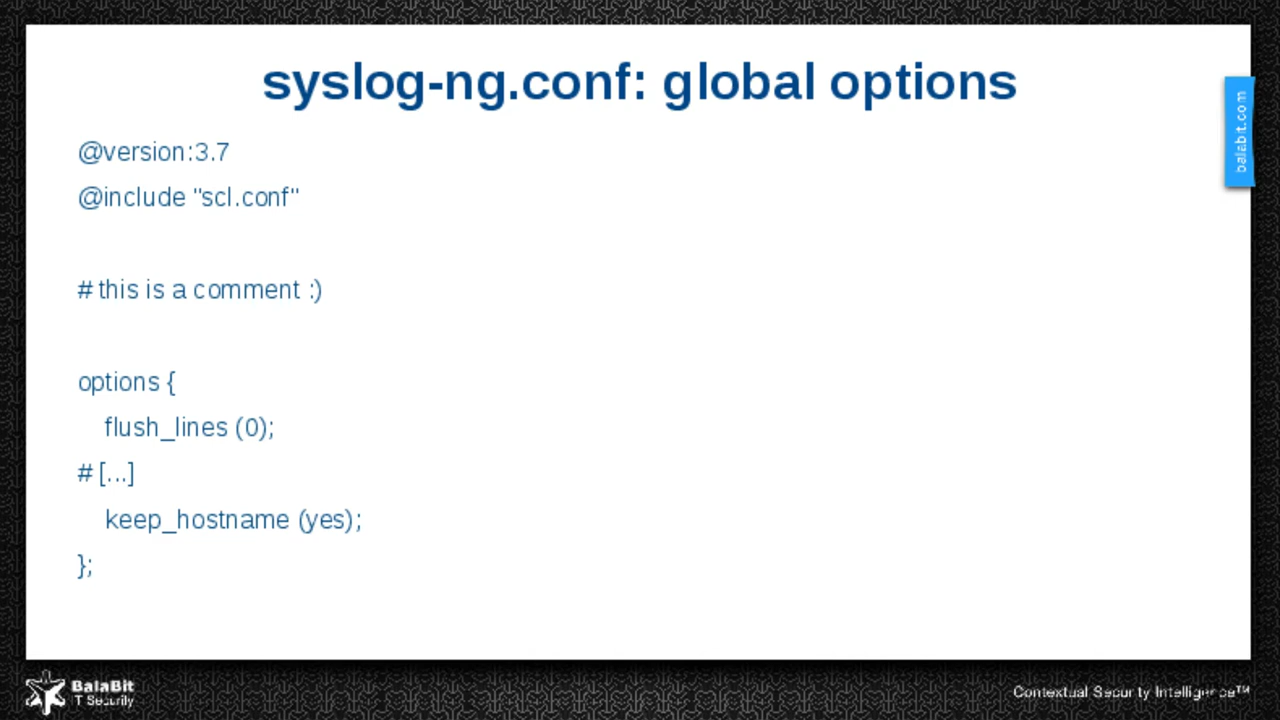 syslog-ng.conf: global options
balabit.com
@version:3.7
@include "scl.conf"
# this is a comment :)
options {
flush_lines (0);
# [...]
keep_hostname (yes);
};
BalaBit
IT Security
Contextual Security Intelligence™